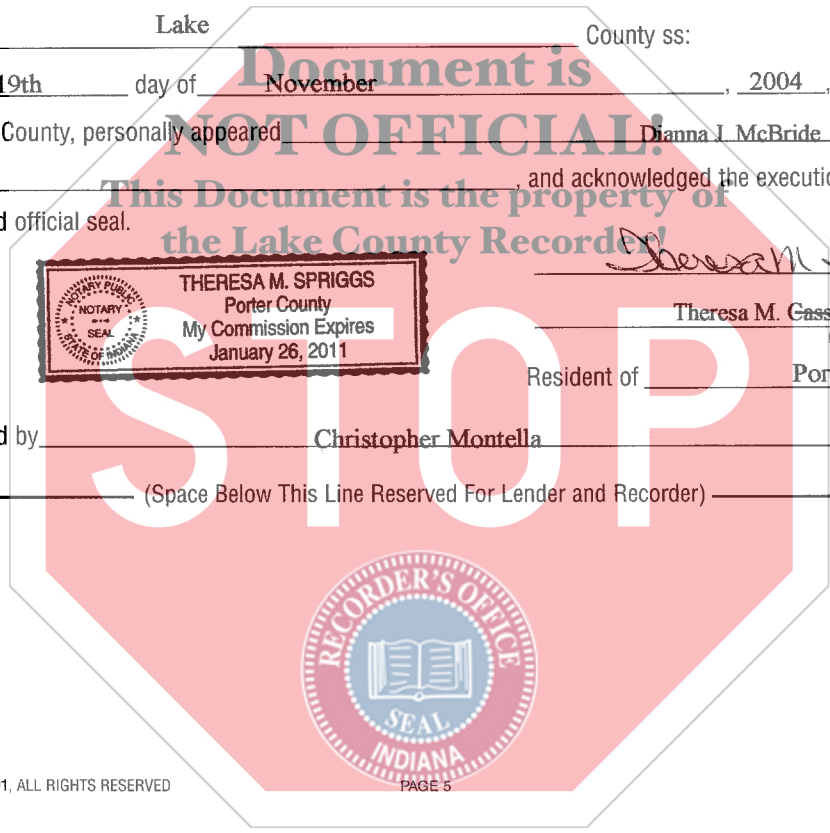 Lake County ss:
Document is
19th day of November , 2004 ,
County, personally appeared Dianna J. McBride
NOT OFFICIAL!
, and acknowledged the
This Document is the property of
official seal.
the Lake County Recorder!
Theresa M.
THERESA M. SPRIGGS
Porter County
My Commission Expires
January 26, 2011
NOTARY PUBLIC
NOTARY
SEAL
STATE OF INDIANA
Theresa M.
Resident of
STOP
by Christopher Montella
(Space Below This Line Reserved For Lender and Recorder)
RECORDER'S OFFICE
SEAL
INDIANA
, ALL RIGHTS RESERVED PAGE 5